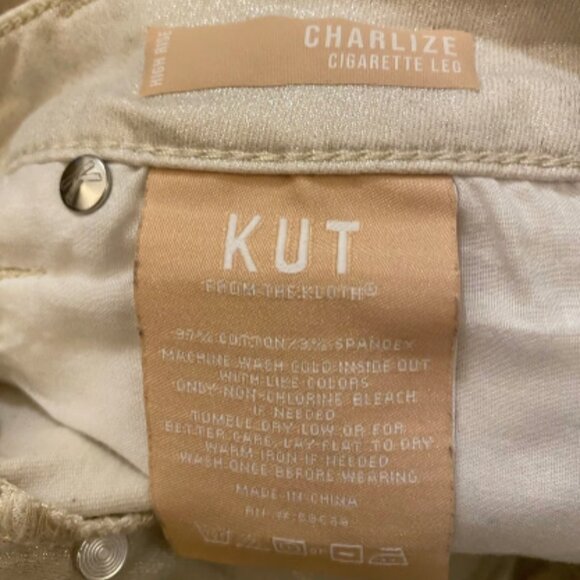 HIGH RISE
CHARLIZE
CIGARETTE LEG
KUT
FROM THE KLOTH®
97% COTTON/3% SPANDEX
MACHINE WASH COLD INSIDE OUT
WITH LIKE COLORS
ONLY NON-CHLORINE BLEACH
IF NEEDED
TUMBLE DRY LOW OR FOR
BETTER CARE, LAY FLAT TO DRY.
WARM IRON IF NEEDED
WASH ONCE BEFORE WEARING.
MADE IN CHINA
RN #